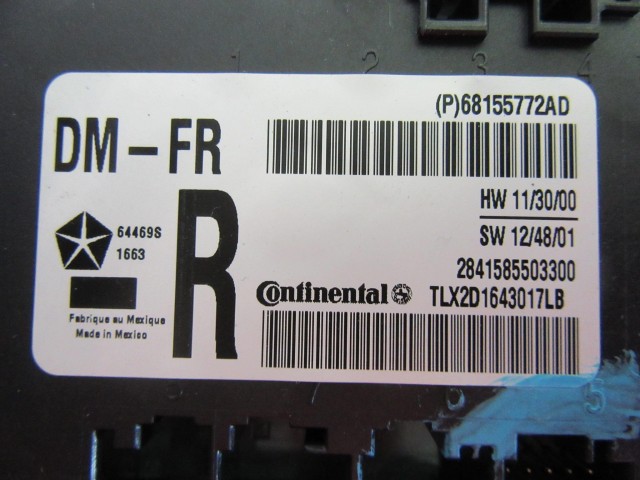 1 2 3 4
(P)68155772AD
DM-FR
R
HW 11/30/00
SW 12/48/01
64469S
1663
2841585503300
Continental
TLX2D1643017LB
Fabrique au Mexique
Made in Mexico
5